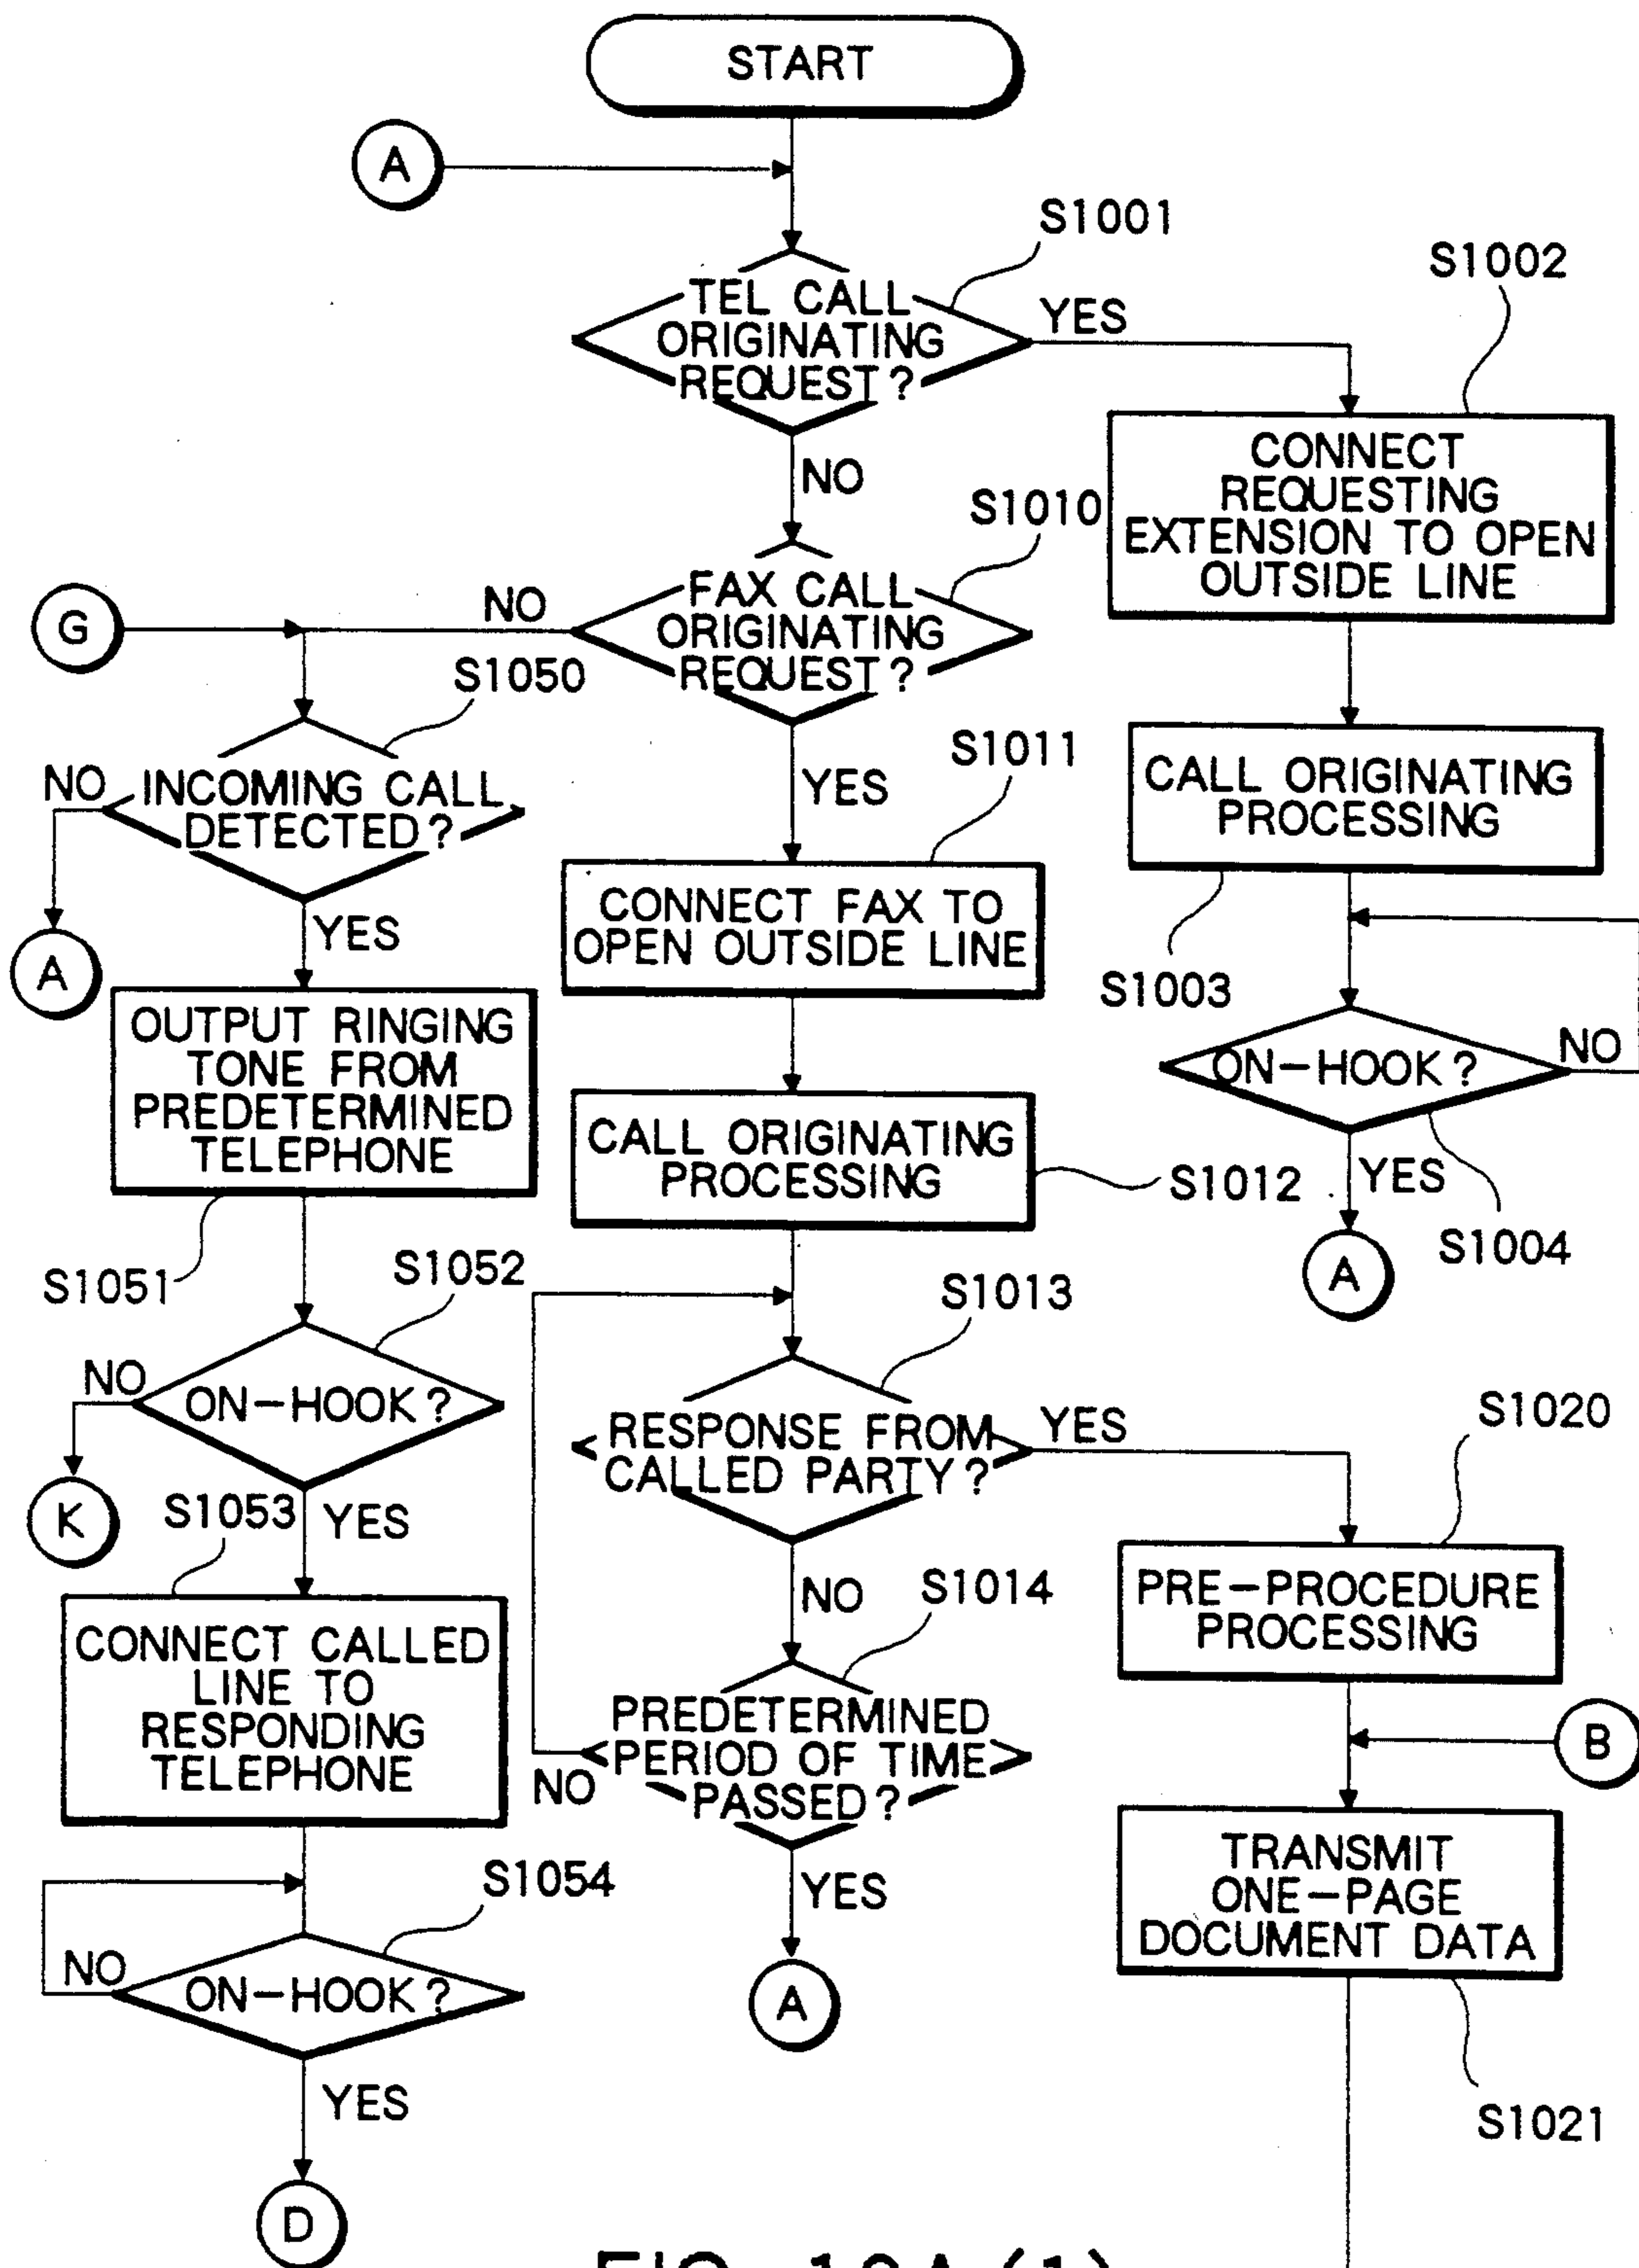 START
A
S1001
S1002
TEL CALL
ORIGINATING
REQUEST?
YES
NO
CONNECT
REQUESTING
EXTENSION TO OPEN
OUTSIDE LINE
S1010
G
NO
FAX CALL
ORIGINATING
REQUEST?
S1050
S1011
YES
NO
INCOMING CALL
DETECTED?
CALL ORIGINATING
PROCESSING
YES
A
CONNECT FAX TO
OPEN OUTSIDE LINE
S1003
OUTPUT RINGING
TONE FROM
PREDETERMINED
TELEPHONE
ON-HOOK?
NO
CALL ORIGINATING
PROCESSING
S1012
YES
S1004
A
S1051
S1052
S1013
NO
ON-HOOK?
RESPONSE FROM
CALLED PARTY?
YES
S1020
K
S1053
YES
NO
S1014
PRE-PROCEDURE
PROCESSING
CONNECT CALLED
LINE TO
RESPONDING
TELEPHONE
PREDETERMINED
PERIOD OF TIME
PASSED?
NO
B
TRANSMIT
ONE-PAGE
DOCUMENT DATA
S1054
YES
NO
ON-HOOK?
A
YES
S1021
D
FIG. 10A(1)